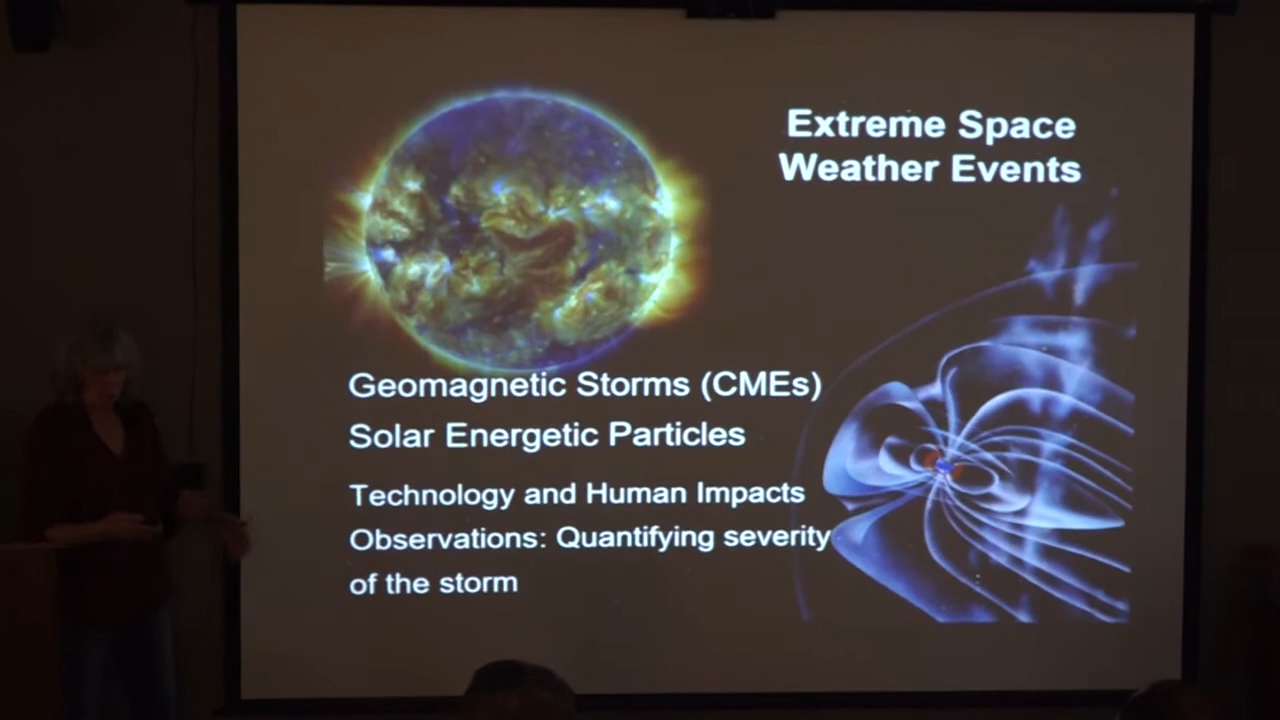 Extreme Space
Weather Events
Geomagnetic Storms (CMEs)
Solar Energetic Particles
Technology and Human Impacts
Observations: Quantifying severity
of the storm